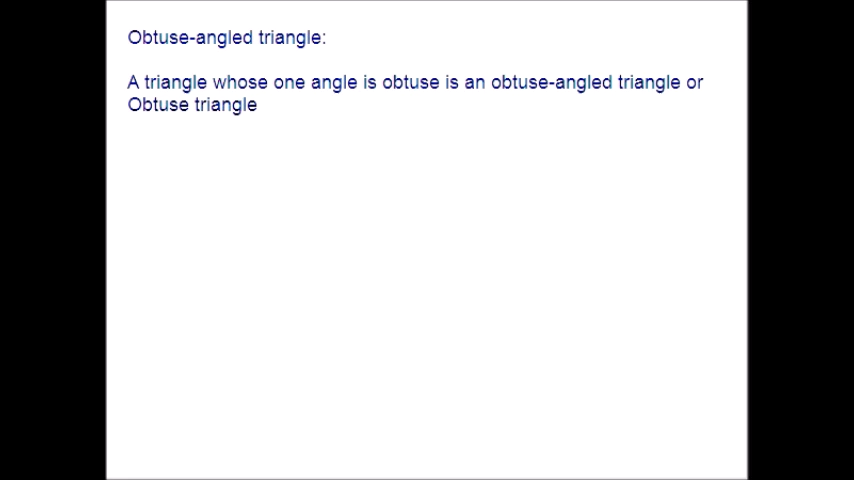 Obtuse-angled triangle:
A triangle whose one angle is obtuse is an obtuse-angled triangle or
Obtuse triangle